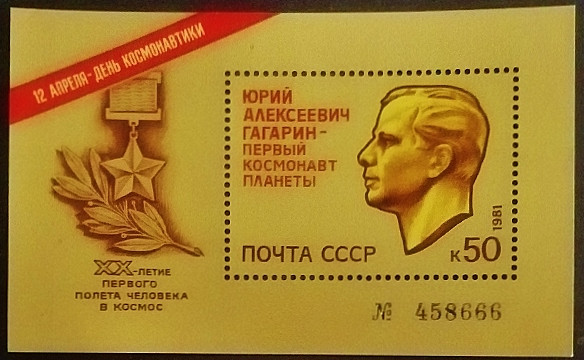 12 АПРЕЛЯ - ДЕНЬ КОСМОНАВТИКИ
ЮРИЙ
АЛЕКСЕЕВИЧ
ГАГАРИН-
ПЕРВЫЙ
КОСМОНАВТ
ПЛАНЕТЫ
1981
ПОЧТА СССР
К50
XX-ЛЕТИЕ
ПЕРВОГО
ПОЛЕТА ЧЕЛОВЕКА
В КОСМОС
№ 458666